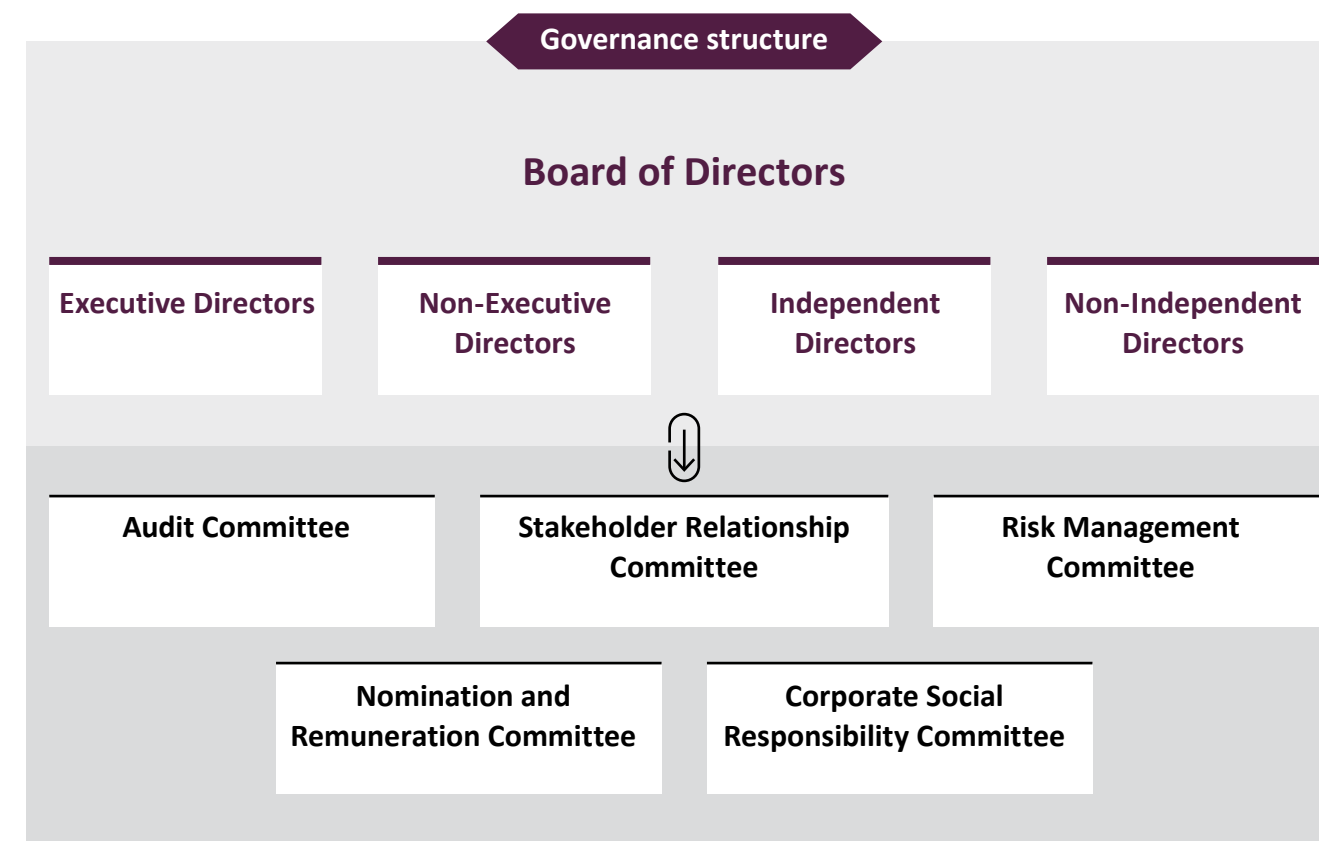 Governance structure
Board of Directors
Executive Directors
Non-Executive
Directors
Independent
Directors
Non-Independent
Directors
Audit Committee
Stakeholder Relationship
Committee
Risk Management
Committee
Nomination and
Remuneration Committee
Corporate Social
Responsibility Committee